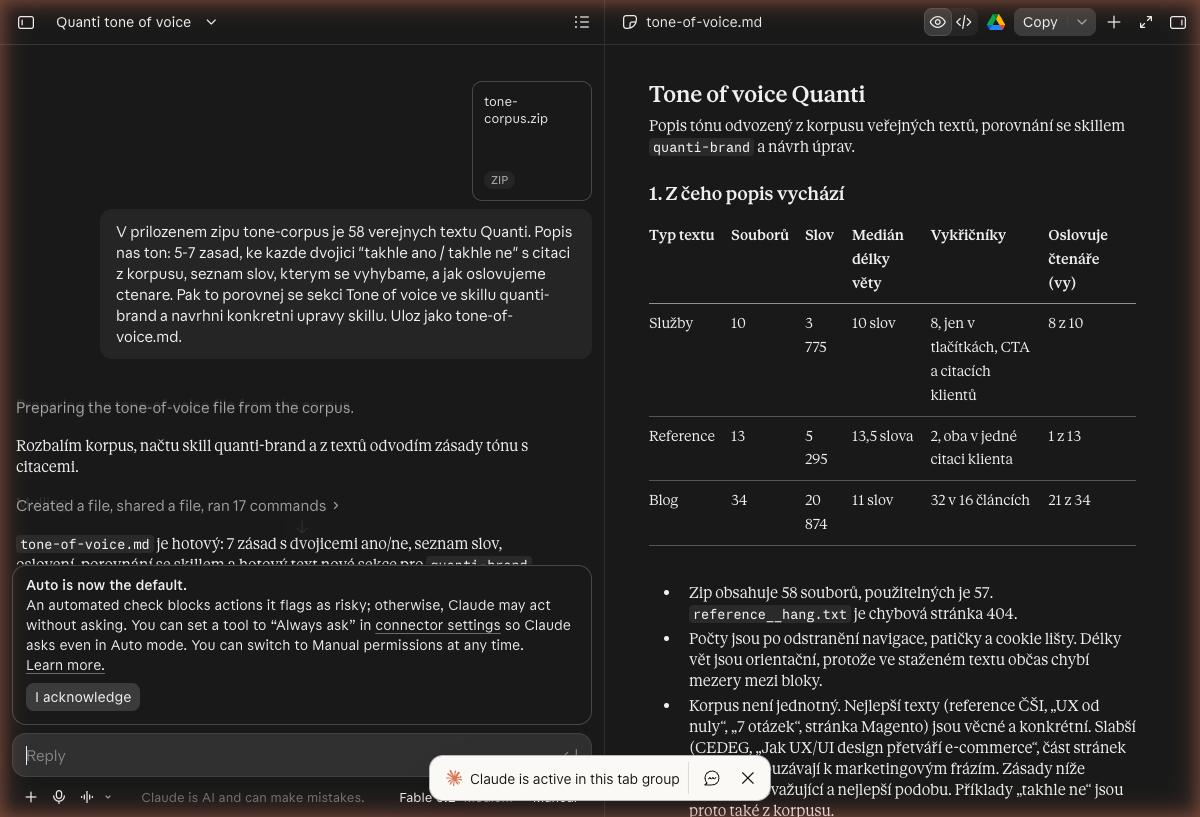 Quanti tone of voice
tone-
corpus.zip
ZIP
V prilozenem zipu tone-corpus je 58 verejnych textu Quanti. Popis
nas ton: 5-7 zasad, ke kazde dvojici "takhle ano / takhle ne" s citaci
z korpusu, seznam slov, kterym se vyhybame, a jak oslovujeme
ctenare. Pak to porovnej se sekci Tone of voice ve skillu quanti-
brand a navrhni konkretni upravy skillu. Uloz jako tone-of-
voice.md.
Preparing the tone-of-voice file from the corpus.
Rozbalím korpus, načtu skill quanti-brand a z textů odvodím zásady tónu s
citacemi.
Created a file, shared a file, ran 17 commands
tone-of-voice.md je hotový: 7 zásad s dvojicemi ano/ne, seznam slov,
oslovení, porovnání se skillem a hotový text nové sekce pro quanti-brand
Auto is now the default.
An automated check blocks actions it flags as risky; otherwise, Claude may act
without asking. You can set a tool to “Always ask” in connector settings so Claude
asks even in Auto mode. You can switch to Manual permissions at any time.
Learn more.
I acknowledge
Reply
Claude is AI and can make mistakes.
Claude is active in this tab group
tone-of-voice.md
Copy
Tone of voice Quanti
Popis tónu odvozený z korpusu veřejných textů, porovnání se skillem
quanti-brand a návrh úprav.
1. Z čeho popis vychází
Typ textu Souborů Slov Medián Vykřičníky Oslovuje
délky čtenáře
věty (vy)
Služby 10 3 10 slov 8, jen v 8 z 10
775 tlačítkách, CTA
a citacích
klientů
Reference 13 5 13,5 slova 2, oba v jedné 1 z 13
295 citaci klienta
Blog 34 20 11 slov 32 v 16 článcích 21 z 34
874
Zip obsahuje 58 souborů, použitelných je 57.
reference__hang.txt je chybová stránka 404.
Počty jsou po odstranění navigace, patičky a cookie lišty. Délky
vět jsou orientační, protože ve staženém textu občas chybí
mezery mezi bloky.
Korpus není jednotný. Nejlepší texty (reference ČŠI, „UX od
nuly“, „7 otázek“, stránka Magento) jsou věcné a konkrétní. Slabší
(CEDEG, „Jak UX/UI design přetváří e-commerce“, část stránek
k marketingovým frázím. Zásady níže
a nejlepší podobu. Příklady „takhle ne“ jsou
proto také z korpusu.